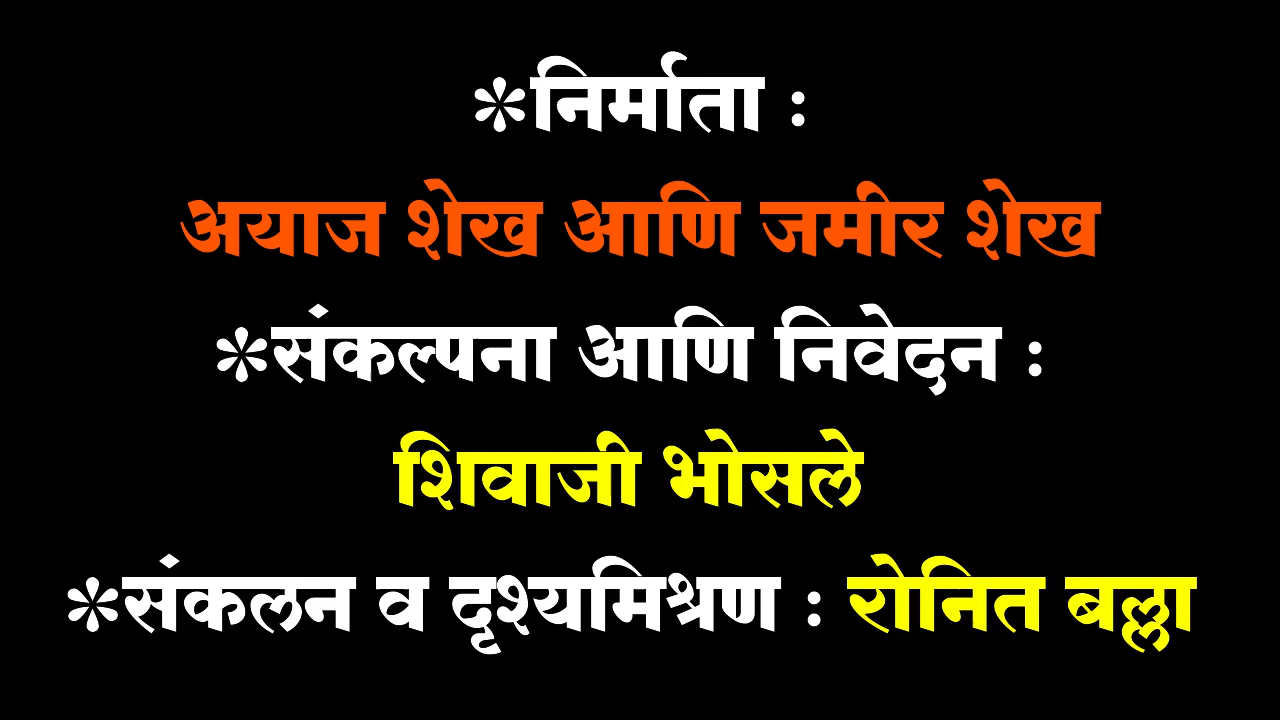 *निर्माता :
अयाज शेख आणि जमीर शेख
*संकल्पना आणि निवेदन :
शिवाजी भोसले
*संकलन व दृश्यमिश्रण : रोनित बल्ला